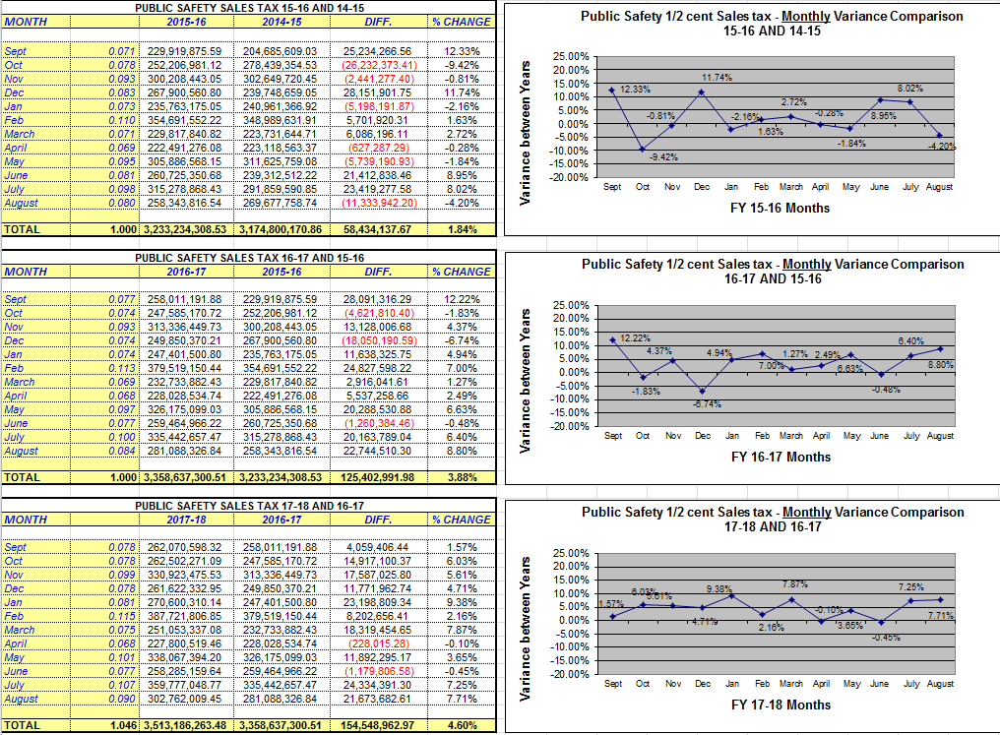 PUBLIC SAFETY SALES TAX 15-16 AND 14-15
MONTH 2015-16 2014-15 DIFF. % CHANGE
Sept 0.071 229,919,875.59 204,685,609.03 25,234,266.56 12.33%
Oct 0.078 252,206,981.12 278,439,354.53 (26,232,373.41) -9.42%
Nov 0.093 300,208,443.05 302,649,720.45 (2,441,277.40) -0.81%
Dec 0.083 267,900,560.80 239,748,659.05 28,151,901.75 11.74%
Jan 0.073 235,763,175.05 240,961,366.92 (5,198,191.87) -2.16%
Feb 0.110 354,691,552.22 348,989,631.91 5,701,920.31 1.63%
March 0.071 229,817,840.82 223,731,644.71 6,086,196.11 2.72%
April 0.069 222,491,276.08 223,118,563.37 (627,287.29) -0.28%
May 0.095 305,886,568.15 311,625,759.08 (5,739,190.93) -1.84%
June 0.081 260,725,350.68 239,312,512.22 21,412,838.46 8.95%
July 0.098 315,278,868.43 291,859,590.85 23,419,277.58 8.02%
August 0.080 258,343,816.54 269,677,758.74 (11,333,942.20) -4.20%
TOTAL 1.000 3,233,234,308.53 3,174,800,170.86 58,434,137.67 1.84%
Public Safety 1/2 cent Sales tax - Monthly Variance Comparison
15-16 AND 14-15
Variance between Years
25.00%
20.00%
15.00%
10.00%
5.00%
0.00%
-5.00%
-10.00%
-15.00%
-20.00%
12.33%
-9.42%
-0.81%
11.74%
-2.16%
1.63%
2.72%
-0.28%
-1.84%
8.95%
8.02%
-4.20%
Sept Oct Nov Dec Jan Feb March April May June July August
FY 15-16 Months
PUBLIC SAFETY SALES TAX 16-17 AND 15-16
MONTH 2016-17 2015-16 DIFF. % CHANGE
Sept 0.077 258,011,191.88 229,919,875.59 28,091,316.29 12.22%
Oct 0.074 247,585,170.72 252,206,981.12 (4,621,810.40) -1.83%
Nov 0.093 313,336,449.73 300,208,443.05 13,128,006.68 4.37%
Dec 0.074 249,850,370.21 267,900,560.80 (18,050,190.59) -6.74%
Jan 0.074 247,401,500.80 235,763,175.05 11,638,325.75 4.94%
Feb 0.113 379,519,150.44 354,691,552.22 24,827,598.22 7.00%
March 0.069 232,733,882.43 229,817,840.82 2,916,041.61 1.27%
April 0.068 228,028,534.74 222,491,276.08 5,537,258.66 2.49%
May 0.097 326,175,099.03 305,886,568.15 20,288,530.88 6.63%
June 0.077 259,464,966.22 260,725,350.68 (1,260,384.46) -0.48%
July 0.100 335,442,657.47 315,278,868.43 20,163,789.04 6.40%
August 0.084 281,088,326.84 258,343,816.54 22,744,510.30 8.80%
TOTAL 1.000 3,358,637,300.51 3,233,234,308.53 125,402,991.98 3.88%
Public Safety 1/2 cent Sales tax - Monthly Variance Comparison
16-17 AND 15-16
Variance between Years
25.00%
20.00%
15.00%
10.00%
5.00%
0.00%
-5.00%
-10.00%
-15.00%
-20.00%
12.22%
-1.83%
4.37%
-6.74%
4.94%
7.00%
1.27%
2.49%
6.63%
-0.48%
6.40%
8.80%
Sept Oct Nov Dec Jan Feb March April May June July August
FY 16-17 Months
PUBLIC SAFETY SALES TAX 17-18 AND 16-17
MONTH 2017-18 2016-17 DIFF. % CHANGE
Sept 0.078 262,070,598.32 258,011,191.88 4,059,406.44 1.57%
Oct 0.078 262,502,271.09 247,585,170.72 14,917,100.37 6.03%
Nov 0.099 330,923,475.53 313,336,449.73 17,587,025.80 5.61%
Dec 0.078 261,622,332.95 249,850,370.21 11,771,962.74 4.71%
Jan 0.081 270,600,310.14 247,401,500.80 23,198,809.34 9.38%
Feb 0.115 387,721,806.85 379,519,150.44 8,202,656.41 2.16%
March 0.075 251,053,337.08 232,733,882.43 18,319,454.65 7.87%
April 0.068 227,800,519.46 228,028,534.74 (228,015.28) -0.10%
May 0.101 338,067,394.20 326,175,099.03 11,892,295.17 3.65%
June 0.077 258,285,159.64 259,464,966.22 (1,179,806.58) -0.45%
July 0.107 359,777,048.77 335,442,657.47 24,334,391.30 7.25%
August 0.090 302,762,009.45 281,088,326.84 21,673,682.61 7.71%
TOTAL 1.046 3,513,186,263.48 3,358,637,300.51 154,548,962.97 4.60%
Public Safety 1/2 cent Sales tax - Monthly Variance Comparison
17-18 AND 16-17
Variance between Years
25.00%
20.00%
15.00%
10.00%
5.00%
0.00%
-5.00%
-10.00%
-15.00%
-20.00%
1.57%
6.03%
5.61%
4.71%
9.38%
2.16%
7.87%
-0.10%
3.65%
-0.45%
7.25%
7.71%
Sept Oct Nov Dec Jan Feb March April May June July August
FY 17-18 Months